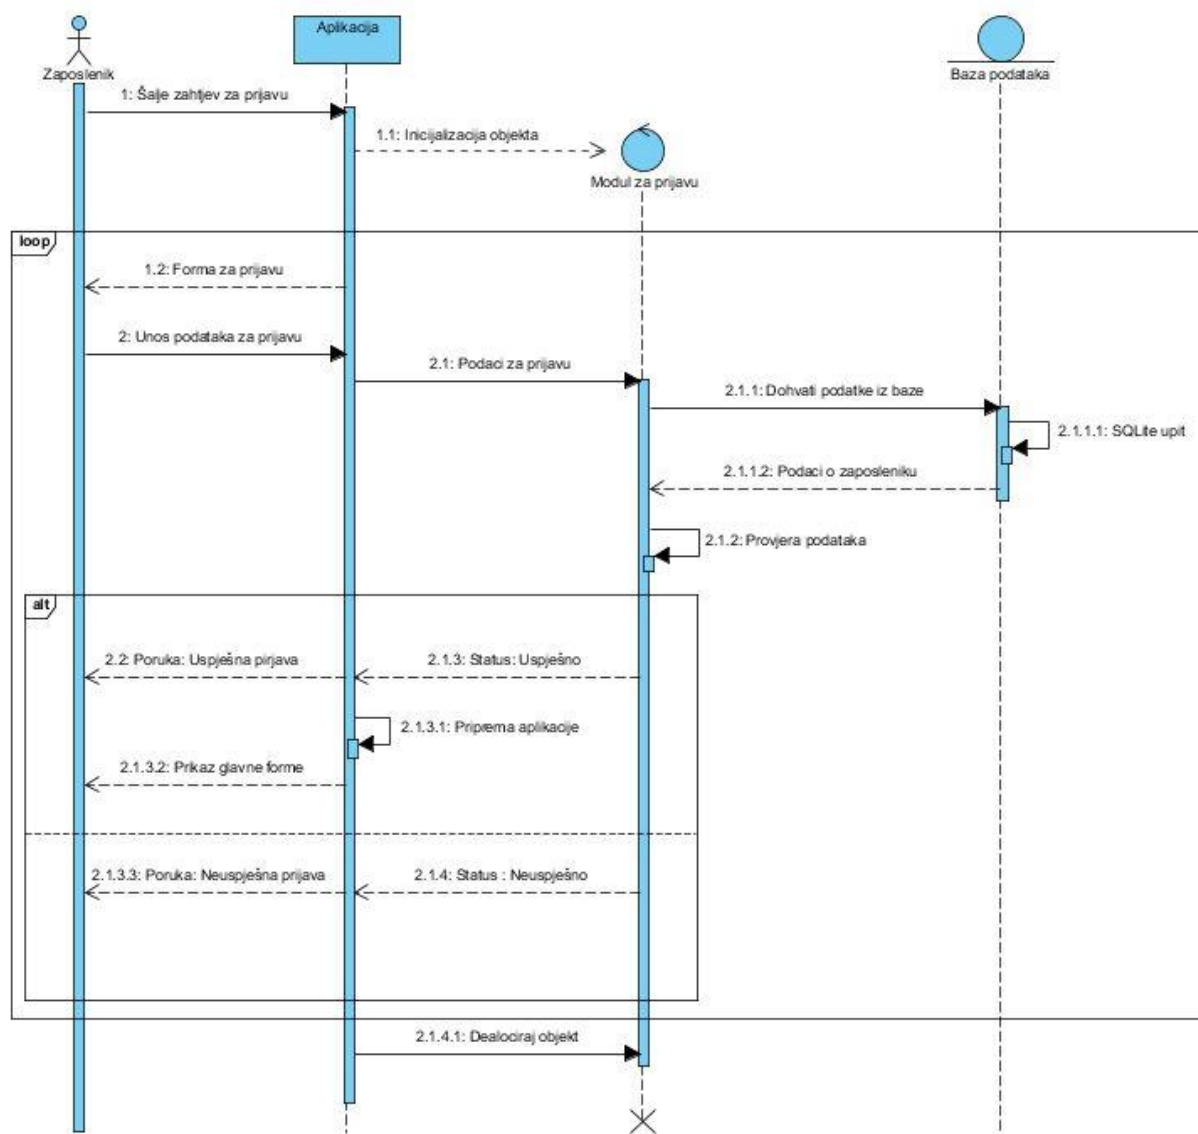 Aplikacija
Zaposlenik
Baza podataka
1: Šalje zahtjev za prijavu
1.1: Inicijalizacija objekta
Modul za prijavu
loop
1.2: Forma za prijavu
2: Unos podataka za prijavu
2.1: Podaci za prijavu
2.1.1: Dohvati podatke iz baze
2.1.1.1: SQLite upit
2.1.1.2: Podaci o zaposleniku
2.1.2: Provjera podataka
alt
2.2: Poruka: Uspješna pirjava
2.1.3: Status: Uspješno
2.1.3.1: Priprema aplikacije
2.1.3.2: Prikaz glavne forme
2.1.3.3: Poruka: Neuspješna prijava
2.1.4: Status : Neuspješno
2.1.4.1: Dealociraj objekt